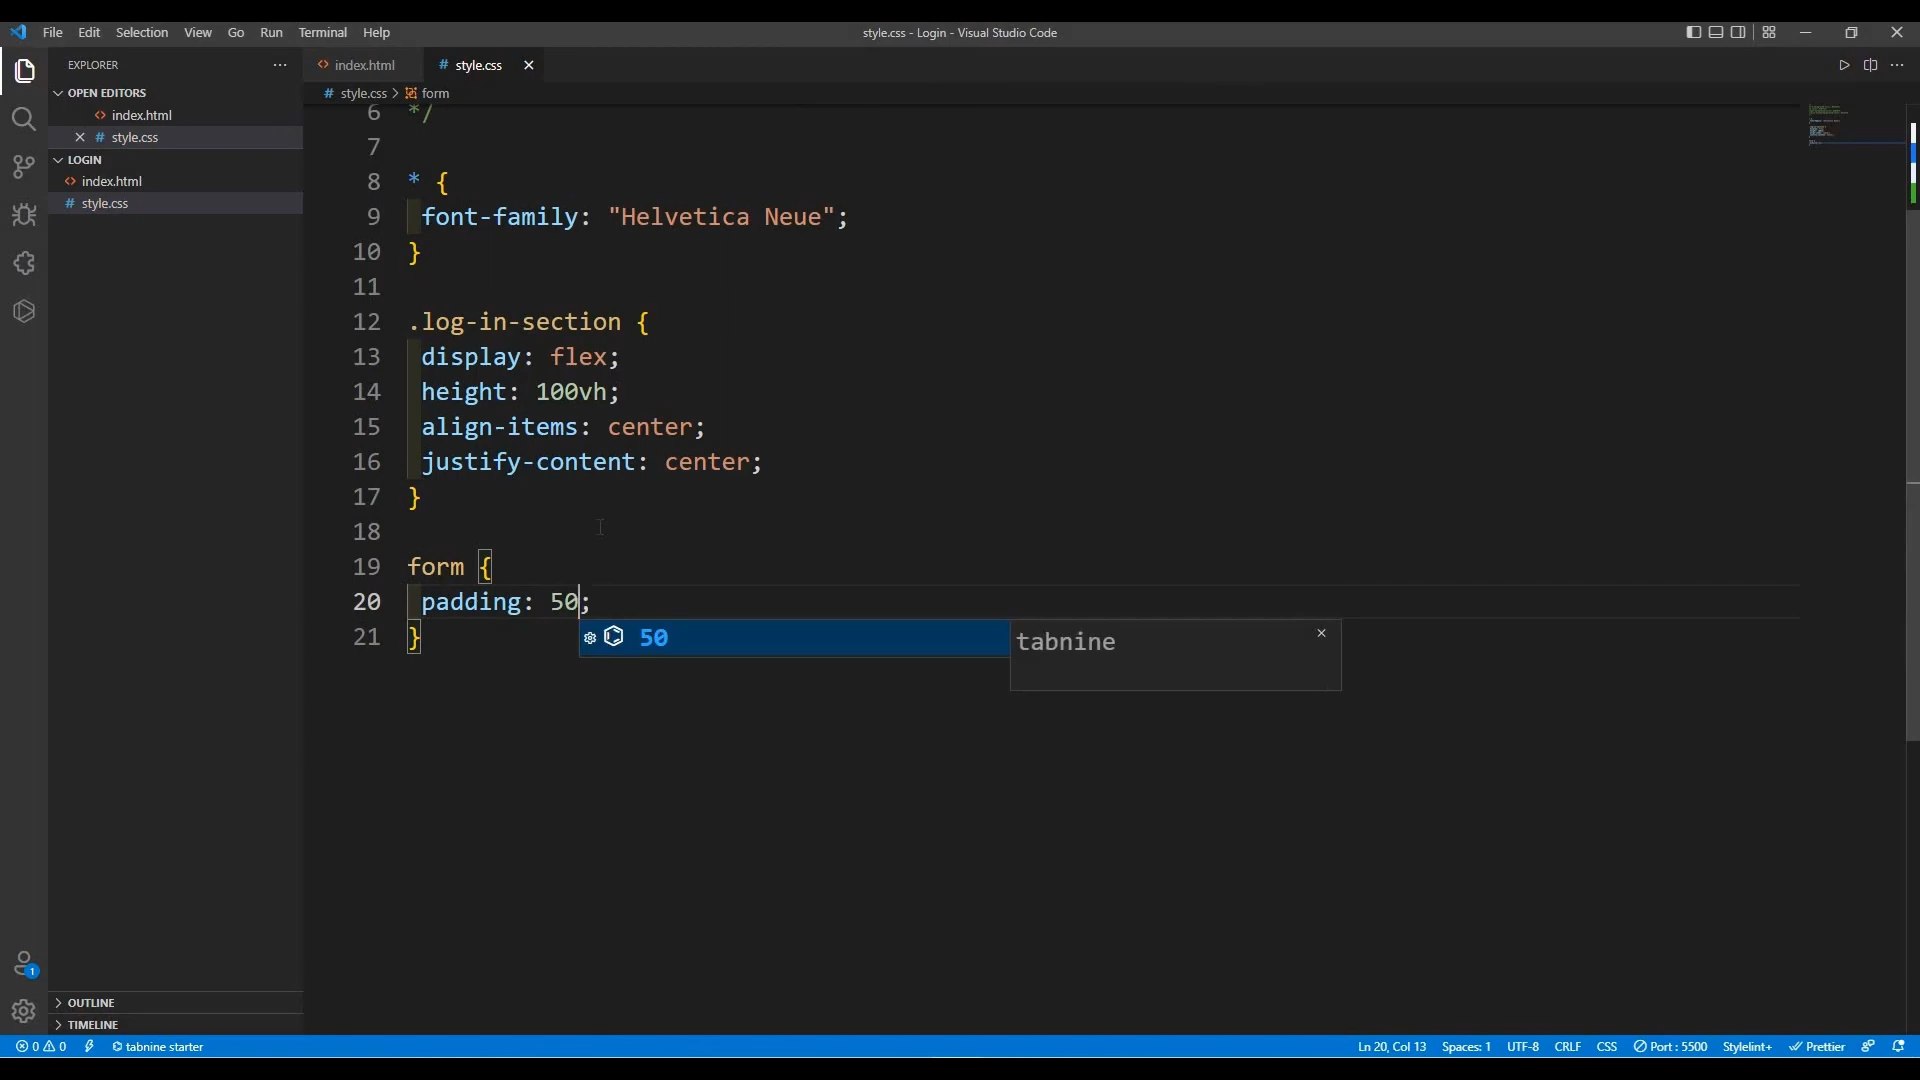 File Edit Selection View Go Run Terminal Help
style.css - Login - Visual Studio Code
EXPLORER
index.html
style.css
OPEN EDITORS
index.html
style.css
LOGIN
index.html
style.css
style.css > form
6 */
7
8 * {
9 font-family: "Helvetica Neue";
10 }
11
12 .log-in-section {
13 display: flex;
14 height: 100vh;
15 align-items: center;
16 justify-content: center;
17 }
18
19 form {
20 padding: 50;
21 }
50
tabnine
1
OUTLINE
TIMELINE
0 0 tabnine starter
Ln 20, Col 13 Spaces: 1 UTF-8 CRLF CSS Port : 5500 Stylelint+ Prettier